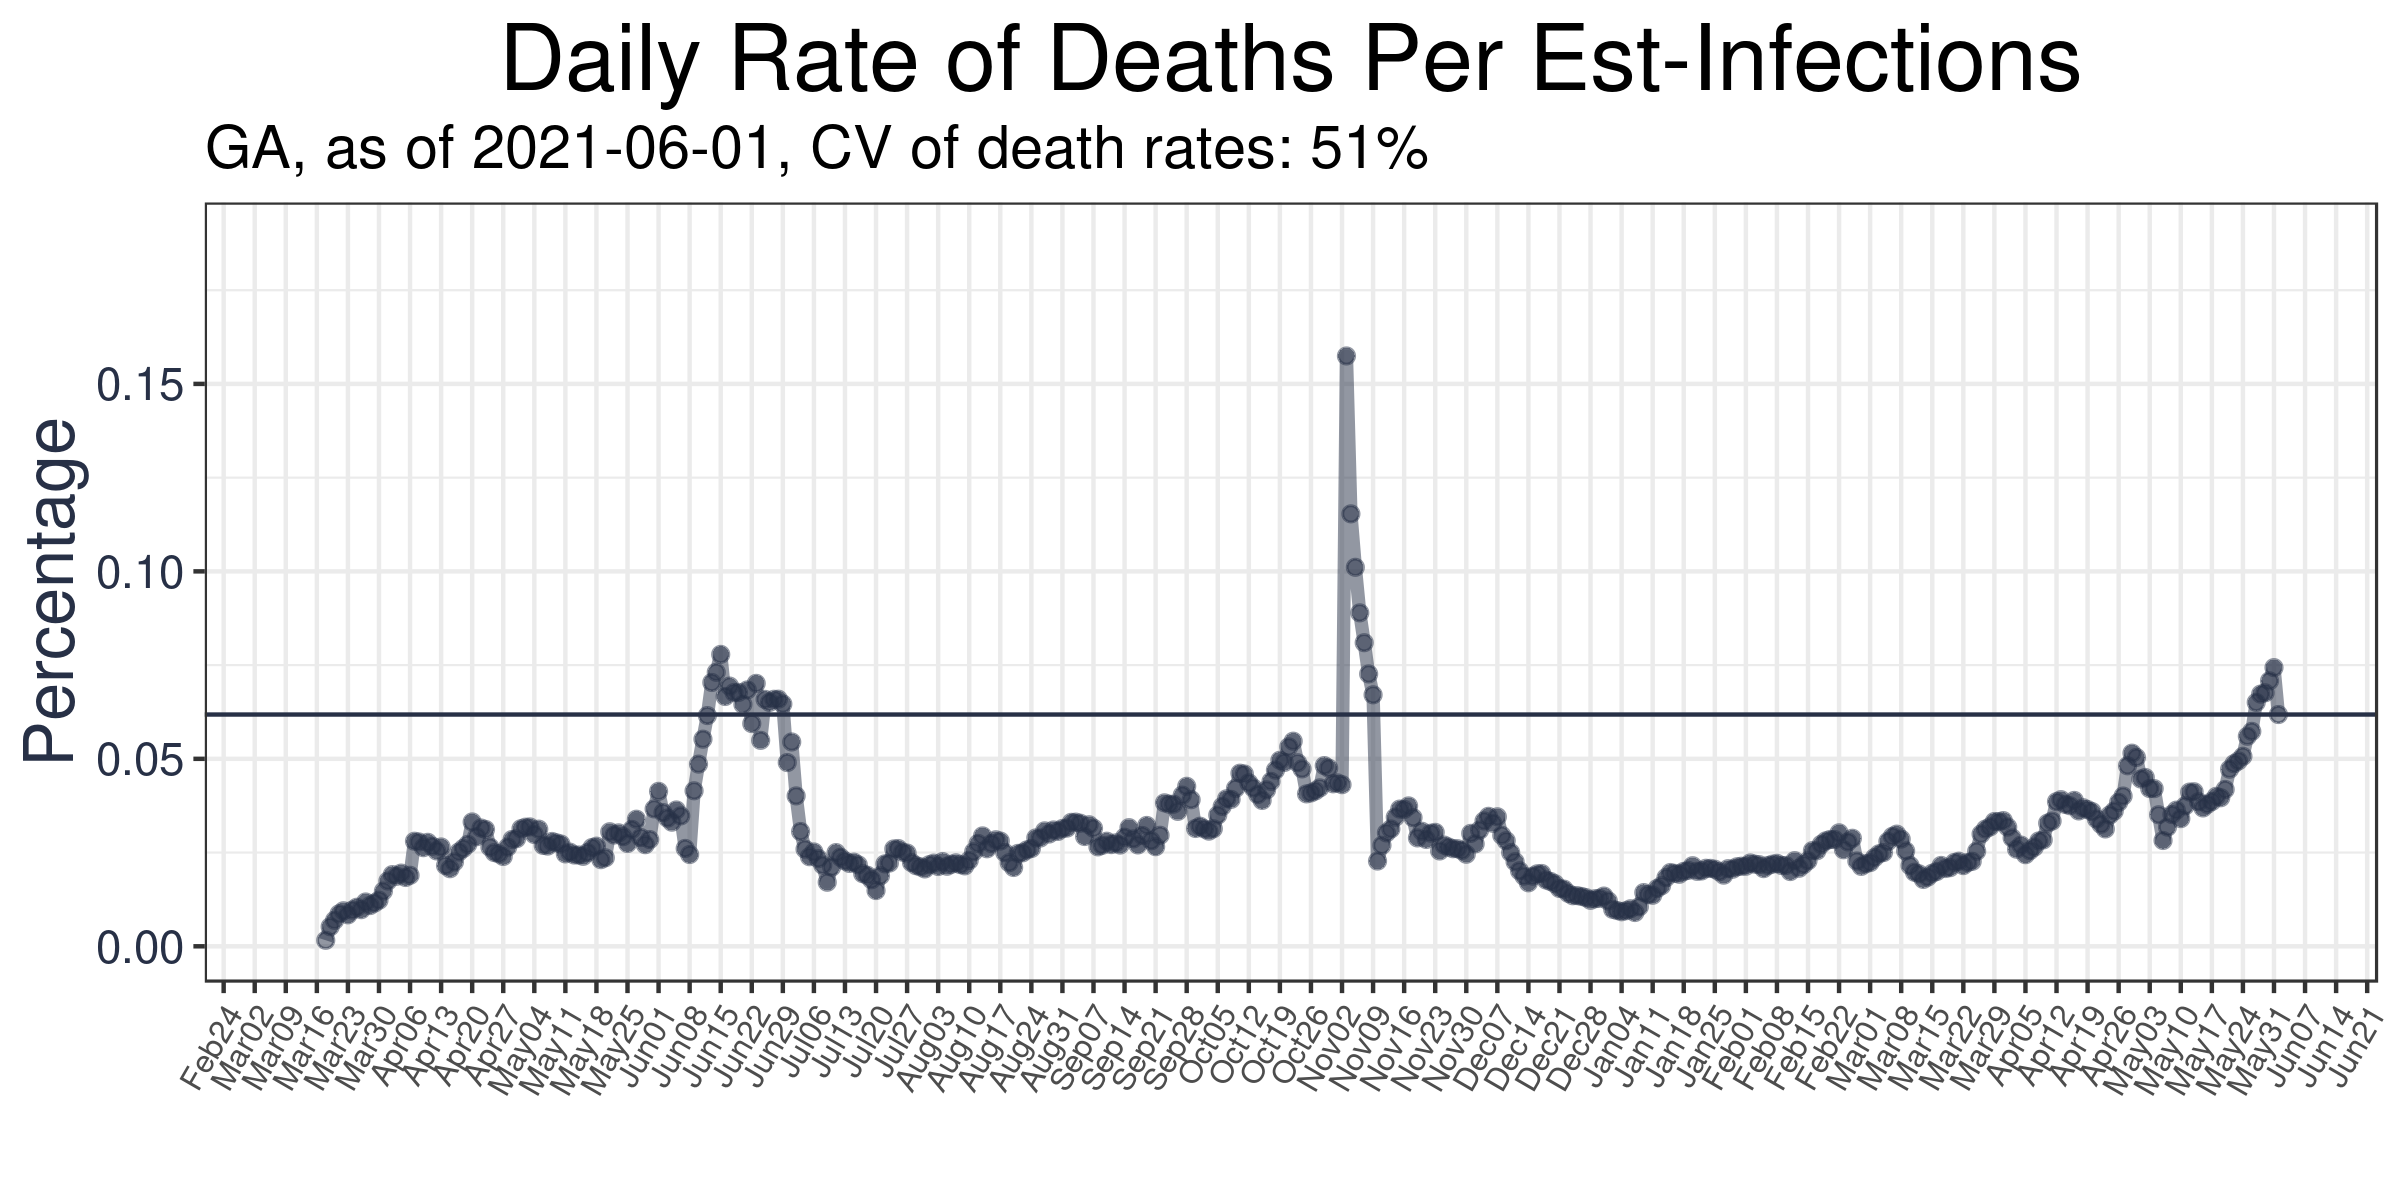 Daily Rate of Deaths Per Est-Infections
GA, as of 2021-06-01, CV of death rates: 51%
Percentage
0.15
0.10
0.05
0.00
Feb24
Mar02
Mar09
Mar16
Mar23
Mar30
Apr06
Apr13
Apr20
Apr27
May04
May11
May18
May25
Jun01
Jun08
Jun15
Jun22
Jun29
Jul06
Jul13
Jul20
Jul27
Aug03
Aug10
Aug17
Aug24
Aug31
Sep07
Sep14
Sep21
Sep28
Oct05
Oct12
Oct19
Oct26
Nov02
Nov09
Nov16
Nov23
Nov30
Dec07
Dec14
Dec21
Dec28
Jan04
Jan11
Jan18
Jan25
Feb01
Feb08
Feb15
Feb22
Mar01
Mar08
Mar15
Mar22
Mar29
Apr05
Apr12
Apr19
Apr26
May03
May10
May17
May24
May31
Jun07
Jun14
Jun21